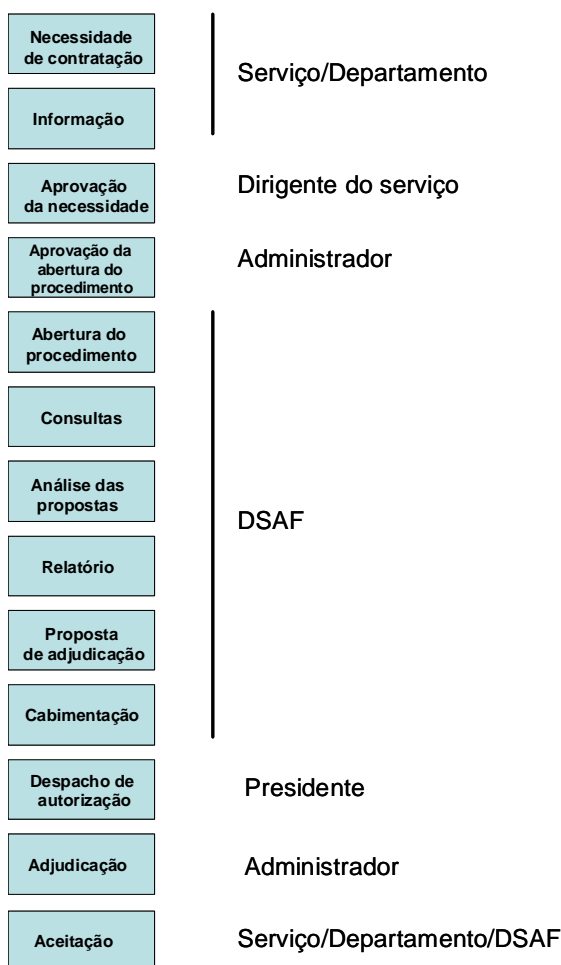 Necessidade
de contratação
Serviço/Departamento
Informação
Aprovação
da necessidade
Dirigente do serviço
Aprovação da
abertura do
procedimento
Administrador
Abertura do
procedimento
Consultas
Análise das
propostas
DSAF
Relatório
Proposta
de adjudicação
Cabimentação
Despacho de
autorização
Presidente
Adjudicação
Administrador
Aceitação
Serviço/Departamento/DSAF